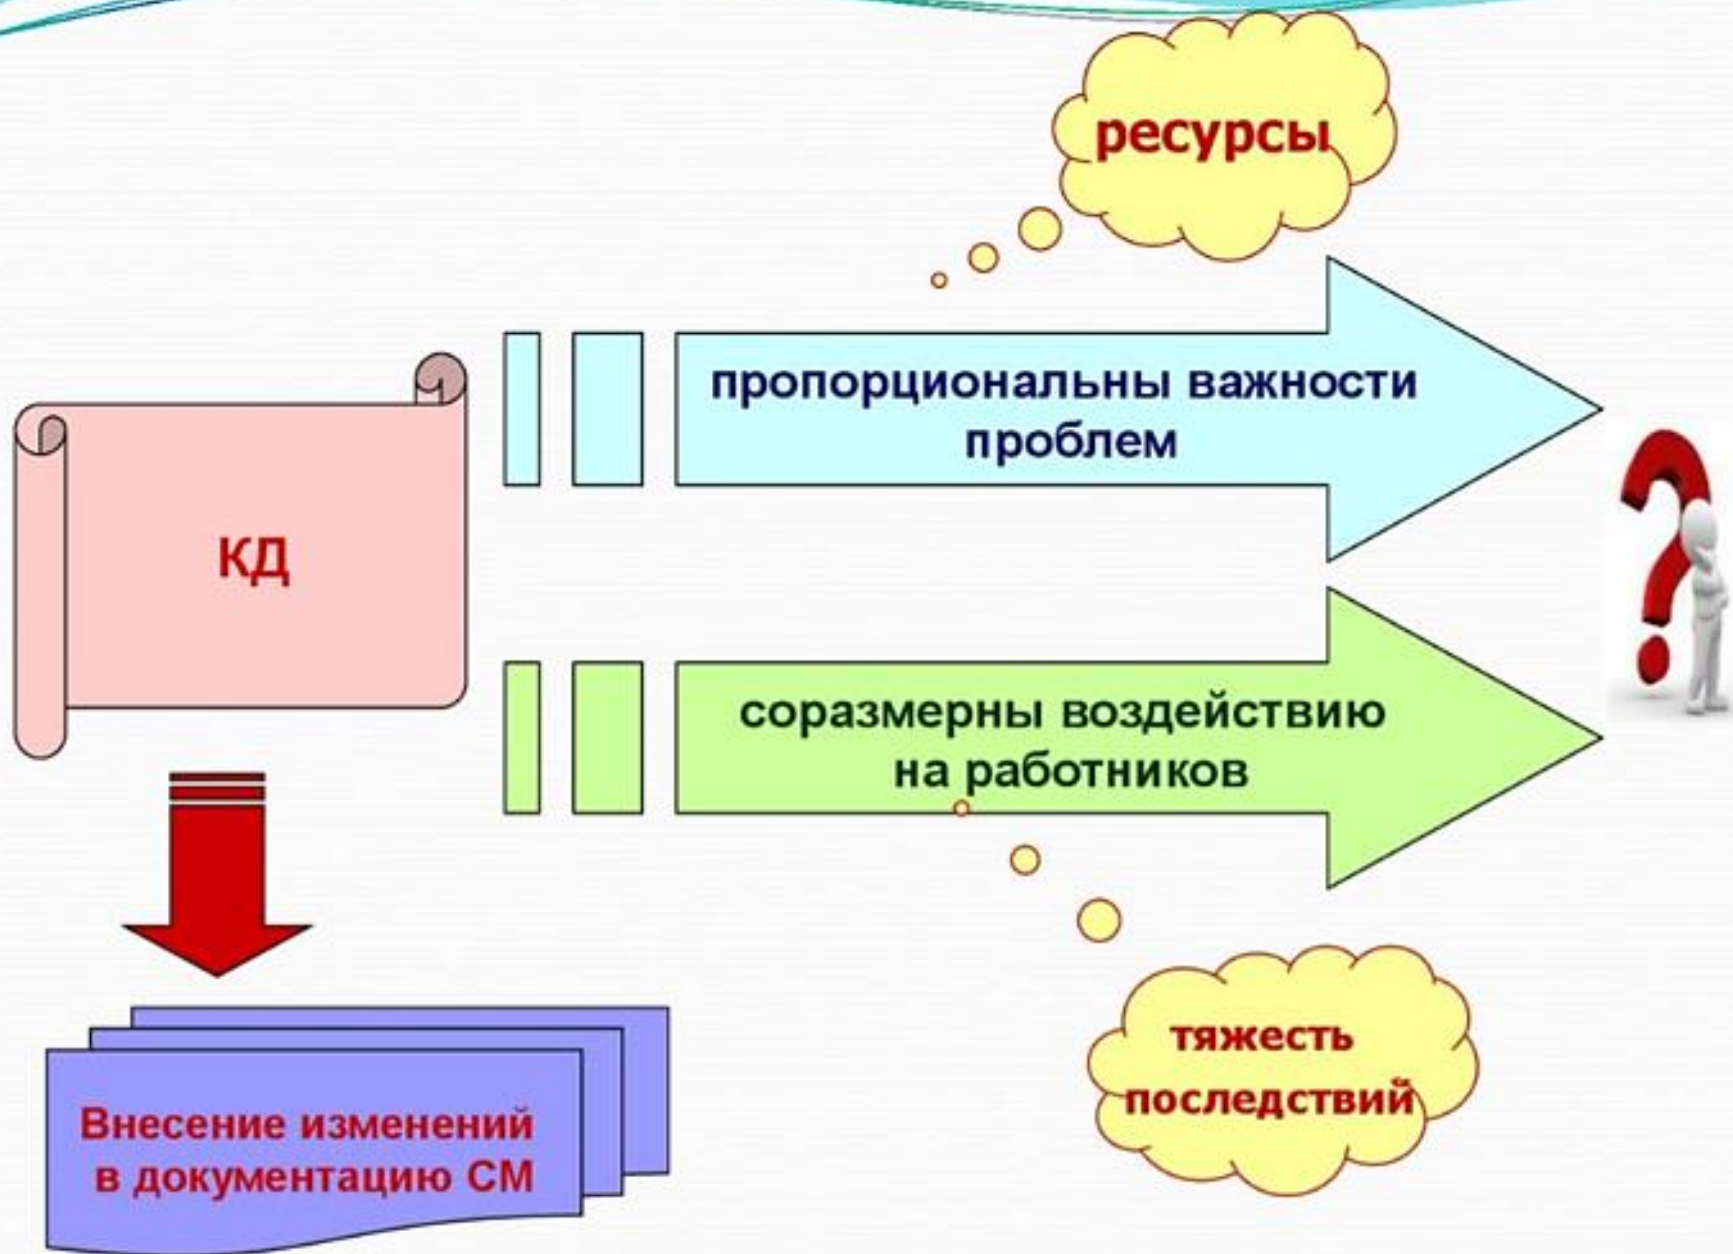 ресурсы
пропорциональны важности
проблем
КД
соразмерны воздействию
на работников
тяжесть
последствий
Внесение изменений
в документацию СМ